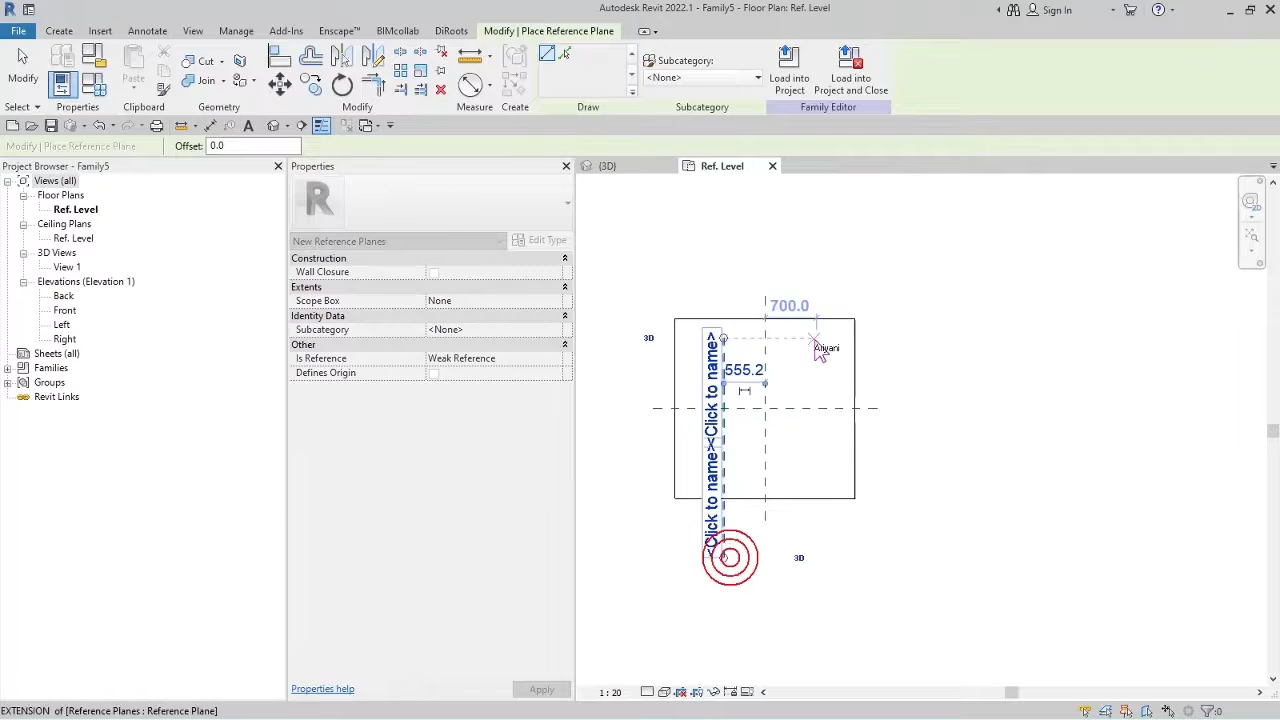 Autodesk Revit 2022.1 - Family5 - Floor Plan: Ref. Level
Sign In
File Create Insert Annotate View Manage Add-Ins Enscape™ BIMcollab DiRoots Modify | Place Reference Plane
Modify
Paste
Cut
Join
Subcategory:
<None>
Load into Project
Load into Project and Close
Select Properties Clipboard Geometry Modify Measure Create Draw Subcategory Family Editor
Modify | Place Reference Plane Offset: 0.0
Project Browser - Family5
Views (all)
Floor Plans
Ref. Level
Ceiling Plans
Ref. Level
3D Views
View 1
Elevations (Elevation 1)
Back
Front
Left
Right
Sheets (all)
Families
Groups
Revit Links
Properties
R
New Reference Planes Edit Type
Construction
Wall Closure
Extents
Scope Box None
Identity Data
Subcategory <None>
Other
Is Reference Weak Reference
Defines Origin
Properties help Apply
{3D} Ref. Level
2D
700.0
3D
555.2
<Click to name>
<Click to name>
3D
1 : 20
EXTENSION of [Reference Planes : Reference Plane]
:0